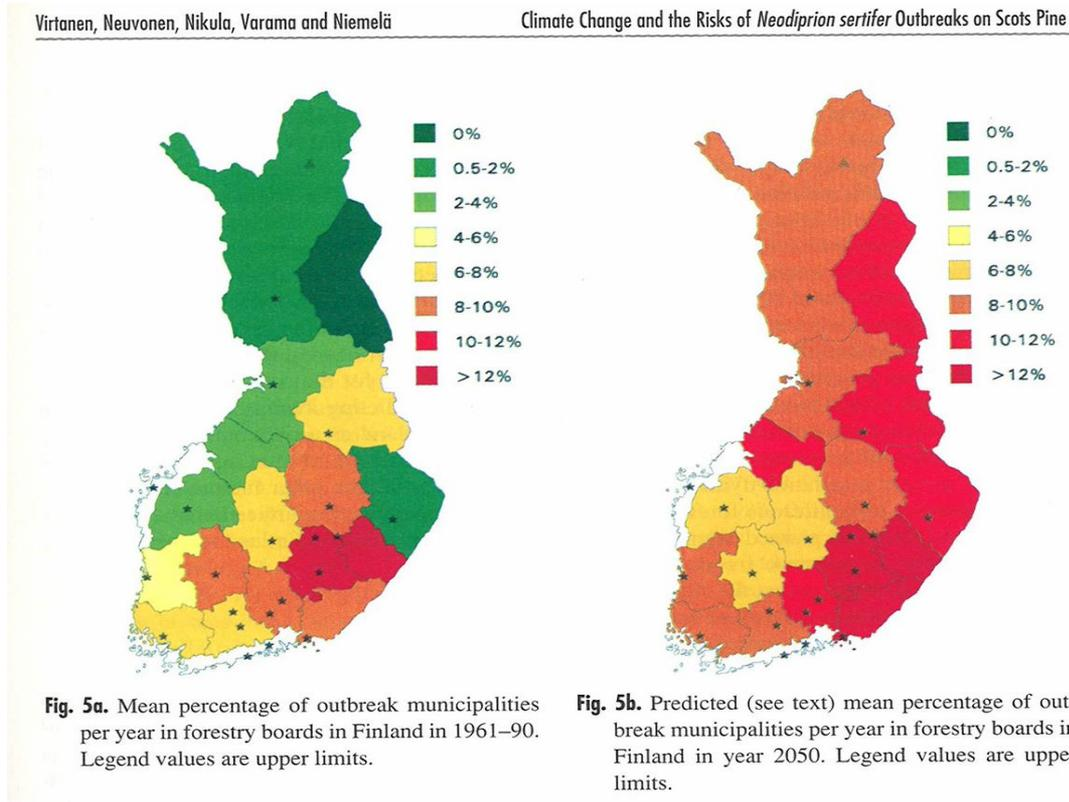 Virtanen, Neuvonen, Nikula, Varama and Niemelä
Climate Change and the Risks of Neodiprion sertifer Outbreaks on Scots Pine
0%
0.5-2%
2-4%
4-6%
6-8%
8-10%
10-12%
>12%
0%
0.5-2%
2-4%
4-6%
6-8%
8-10%
10-12%
>12%
Fig. 5a. Mean percentage of outbreak municipalities
per year in forestry boards in Finland in 1961–90.
Legend values are upper limits.
Fig. 5b. Predicted (see text) mean percentage of out
break municipalities per year in forestry boards i
Finland in year 2050. Legend values are uppe
limits.